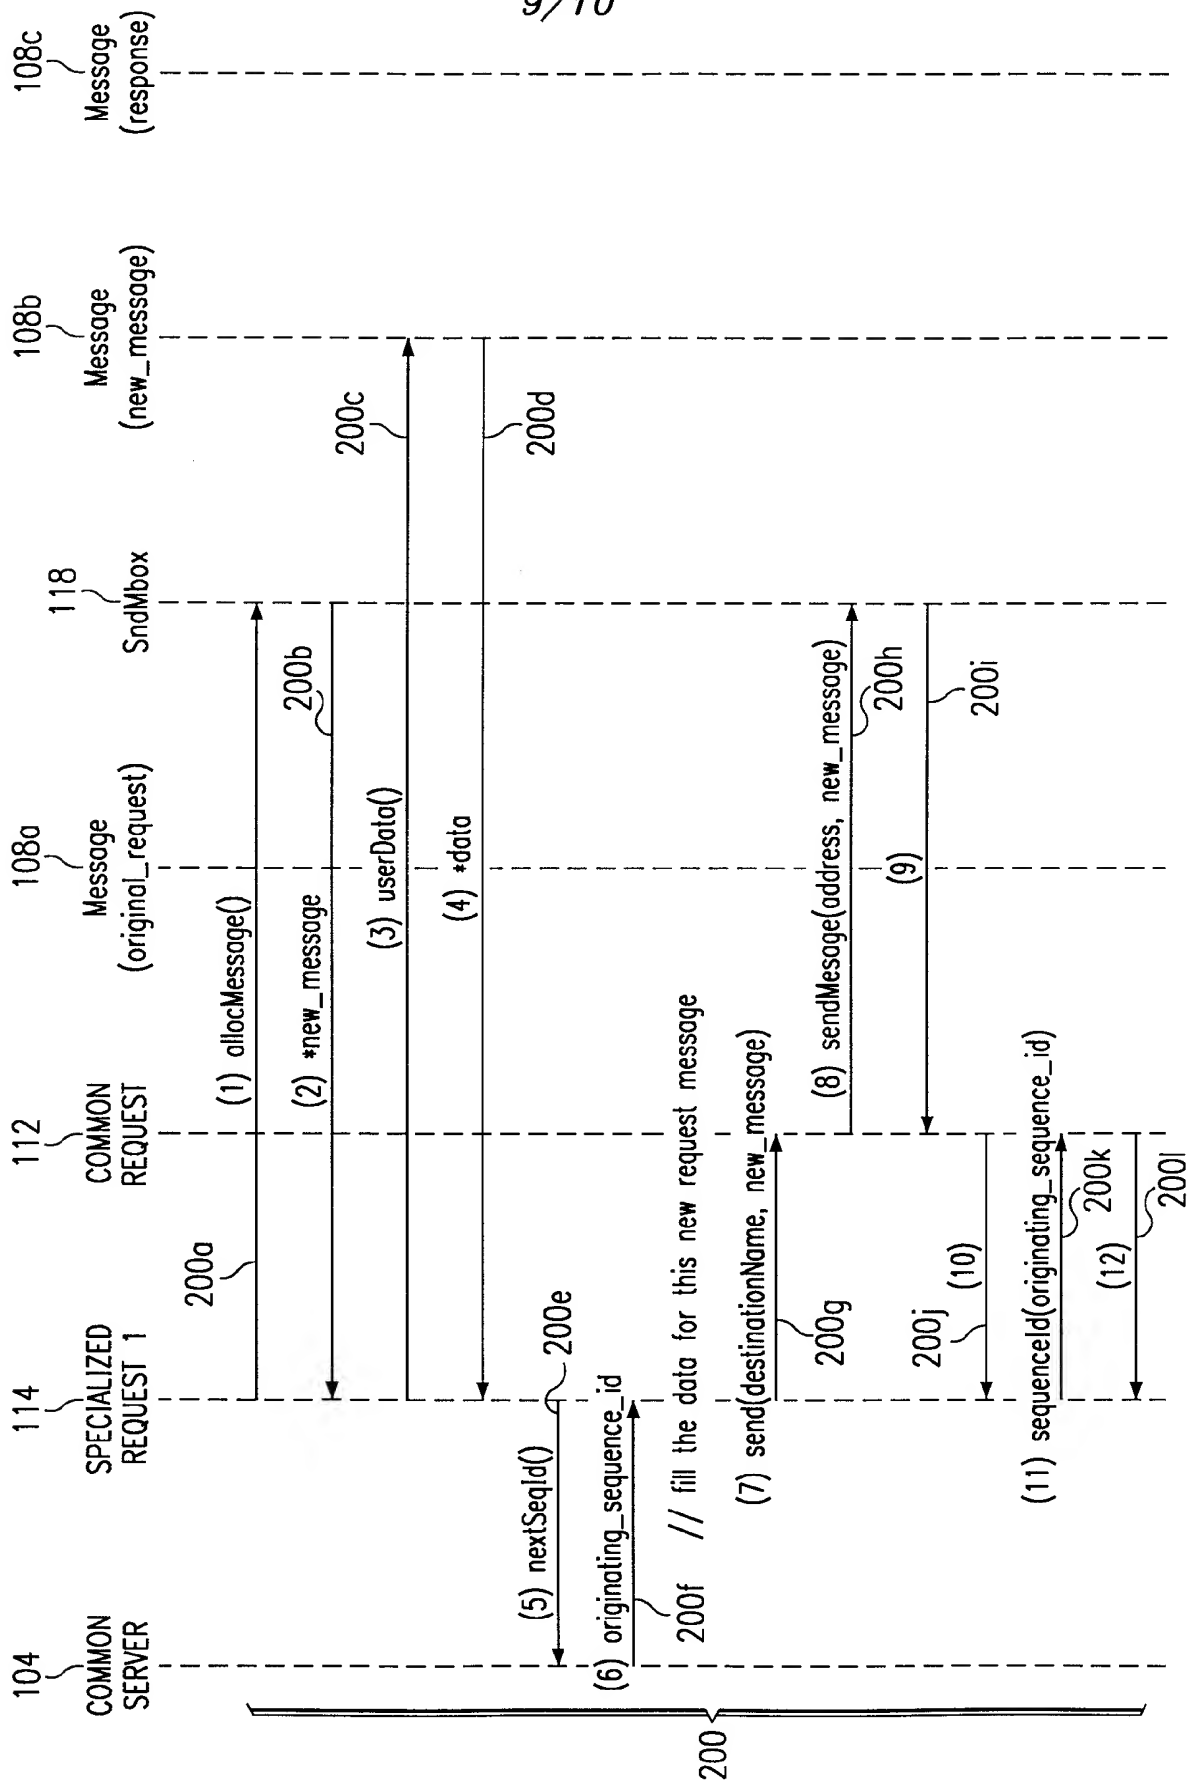 9/10
104
COMMON
SERVER
114
SPECIALIZED
REQUEST 1
112
COMMON
REQUEST
108a
Message
(original_request)
118
SndMbox
108b
Message
(new_message)
108c
Message
(response)
200a
(1) allocMessage()
(2) *new_message
200b
(3) userData()
200c
(4) *data
200d
(5) nextSeqId()
200e
(6) originating_sequence_id
200f
// fill the data for this new request message
(7) send(destinationName, new_message)
200g
(8) sendMesage(address, new_message)
200h
(9)
200i
200j
(10)
(11) sequenceId(originating_sequence_id)
200k
(12)
200l
200